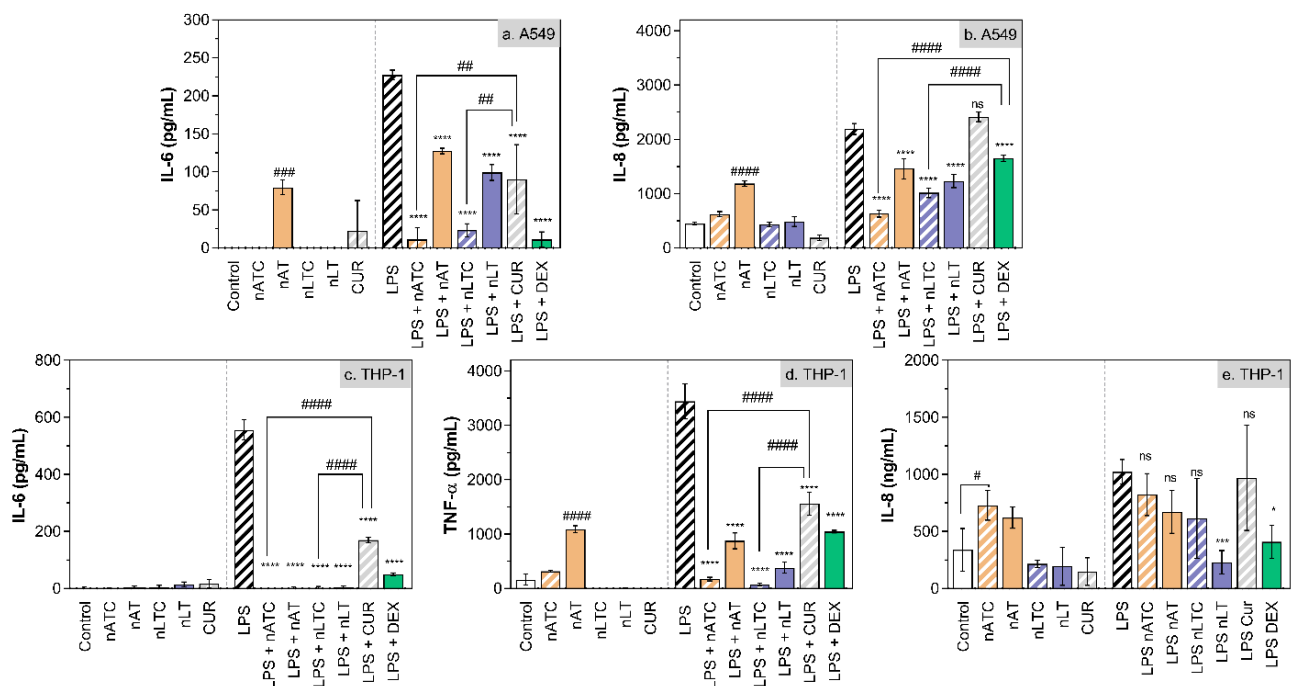 a. A549
IL-6 (pg/mL)
300
250
200
150
100
50
0
###
****
****
****
****
****
****
##
##
Control
nATC
nAT
nLTC
nLT
CUR
LPS
LPS + nATC
LPS + nAT
LPS + nLTC
LPS + nLT
LPS + CUR
LPS + DEX
b. A549
IL-8 (pg/mL)
4000
3000
2000
1000
0
####
****
****
****
****
ns
****
####
####
Control
nATC
nAT
nLTC
nLT
CUR
LPS
LPS + nATC
LPS + nAT
LPS + nLTC
LPS + nLT
LPS + CUR
LPS + DEX
c. THP-1
IL-6 (pg/mL)
800
600
400
200
0
****
****
****
****
****
****
####
####
Control
nATC
nAT
nLTC
nLT
CUR
LPS
LPS + nATC
LPS + nAT
LPS + nLTC
LPS + nLT
LPS + CUR
LPS + DEX
d. THP-1
TNF-α (pg/mL)
4000
3000
2000
1000
0
####
****
****
****
****
****
****
####
####
Control
nATC
nAT
nLTC
nLT
CUR
LPS
LPS + nATC
LPS + nAT
LPS + nLTC
LPS + nLT
LPS + CUR
LPS + DEX
e. THP-1
IL-8 (ng/mL)
2000
1500
1000
500
0
#
ns
ns
ns
***
ns
*
Control
nATC
nAT
nLTC
nLT
CUR
LPS
LPS nATC
LPS nAT
LPS nLTC
LPS nLT
LPS Cur
LPS DEX